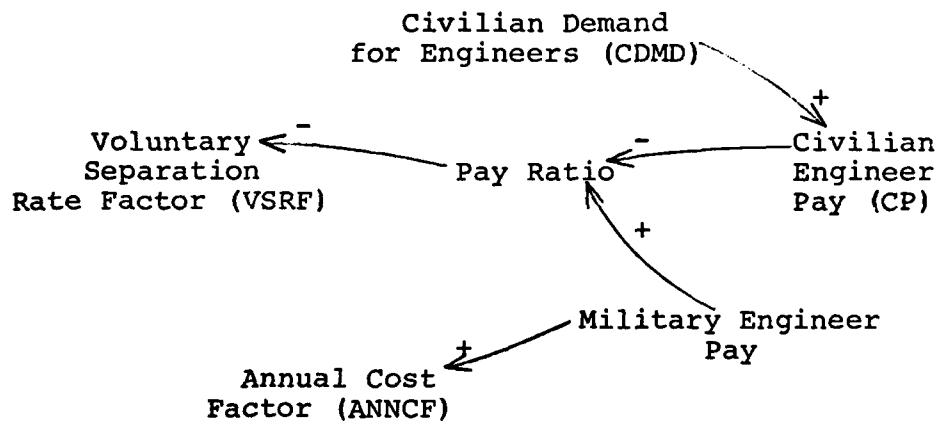 Civilian Demand
for Engineers (CDMD)
+
Voluntary
Separation
Rate Factor (VSRF)
-
Pay Ratio
-
Civilian
Engineer
Pay (CP)
+
Military Engineer
Pay
+
Annual Cost
Factor (ANNCF)